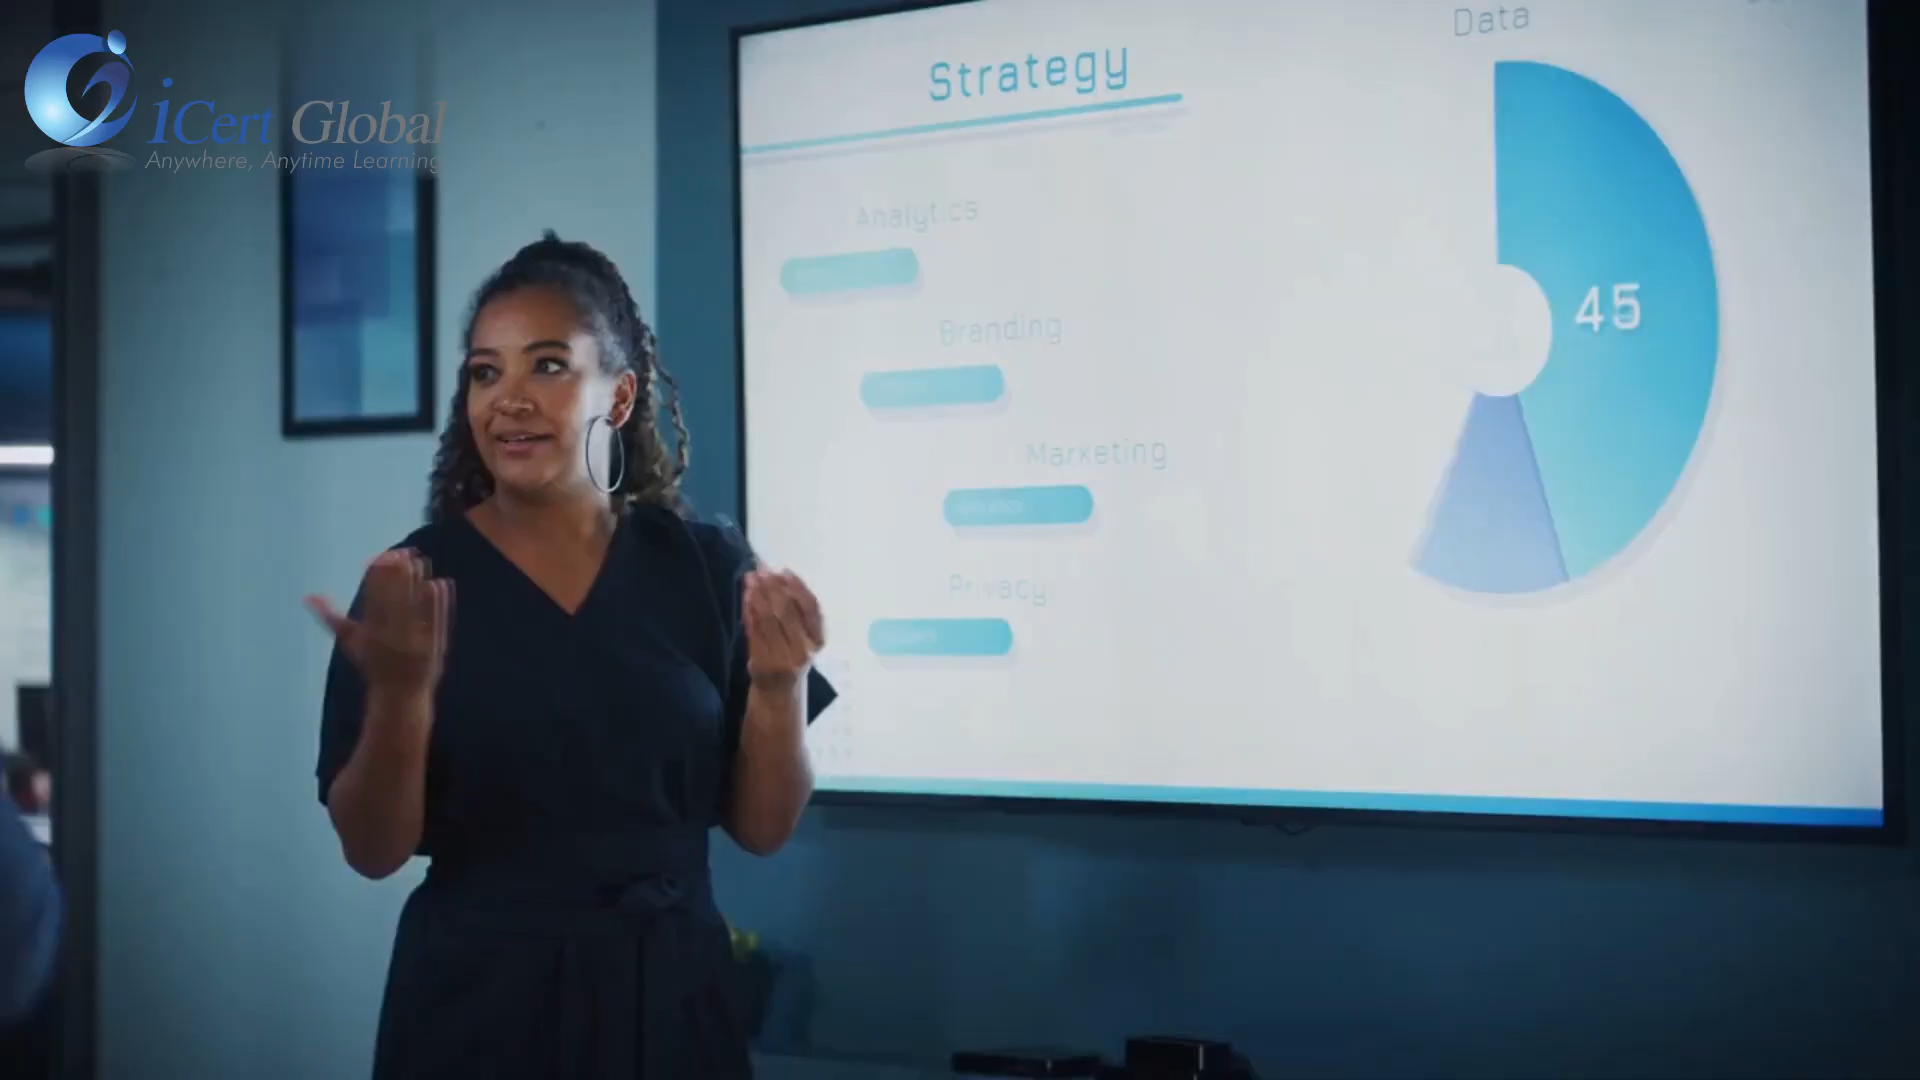 iCert Global
Anywhere, Anytime Learning
Strategy
Data
Analytics
Branding
Marketing
Privacy
45